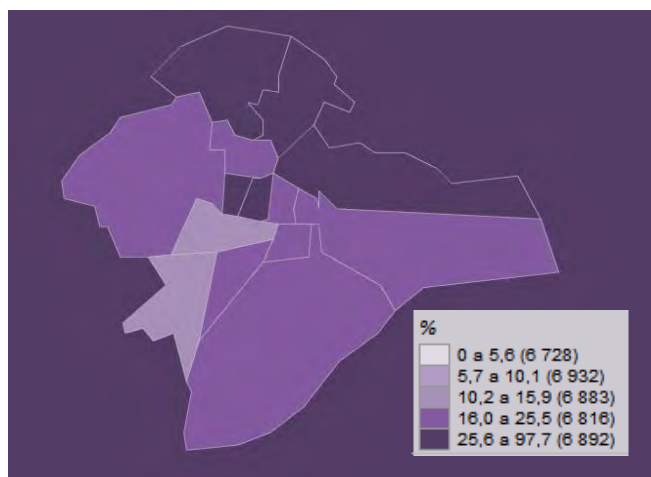 %
0 a 5,6 (6 728)
5,7 a 10,1 (6 932)
10,2 a 15,9 (6 883)
16,0 a 25,5 (6 816)
25,6 a 97,7 (6 892)